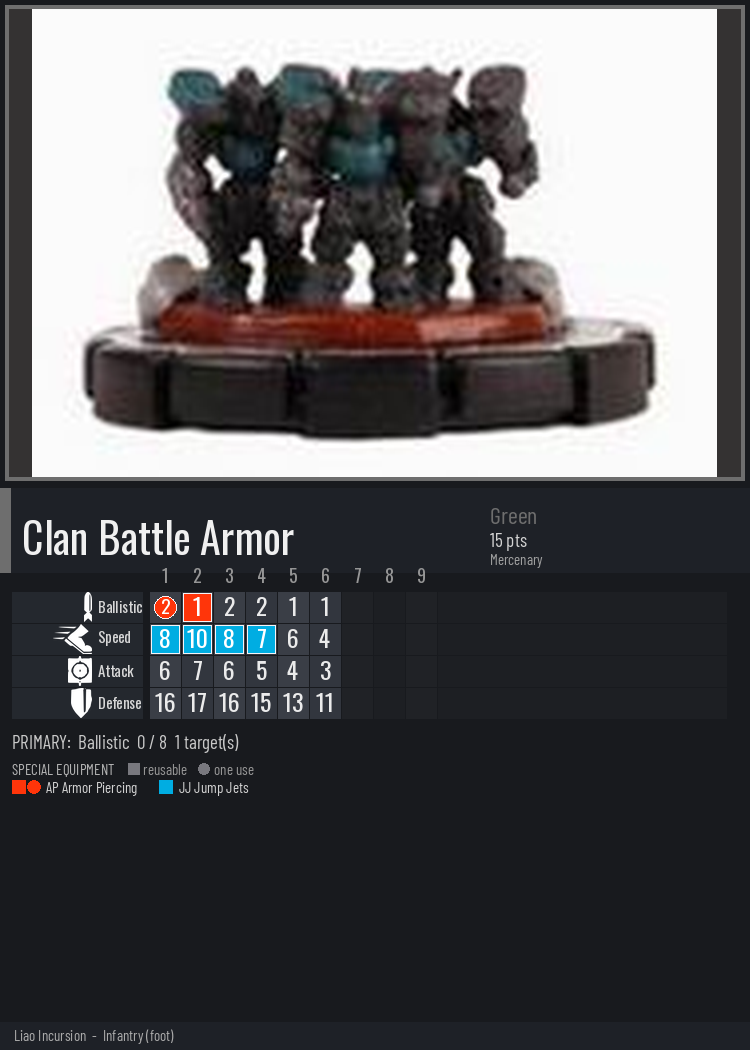 Clan Battle Armor
Green
15 pts
Mercenary
1 2 3 4 5 6 7 8 9
Ballistic 2 1 2 2 1 1
Speed 8 10 8 7 6 4
Attack 6 7 6 5 4 3
Defense 16 17 16 15 13 11
PRIMARY: Ballistic 0 / 8 1 target(s)
SPECIAL EQUIPMENT reusable one use
AP Armor Piercing JJ Jump Jets
Liao Incursion - Infantry (foot)